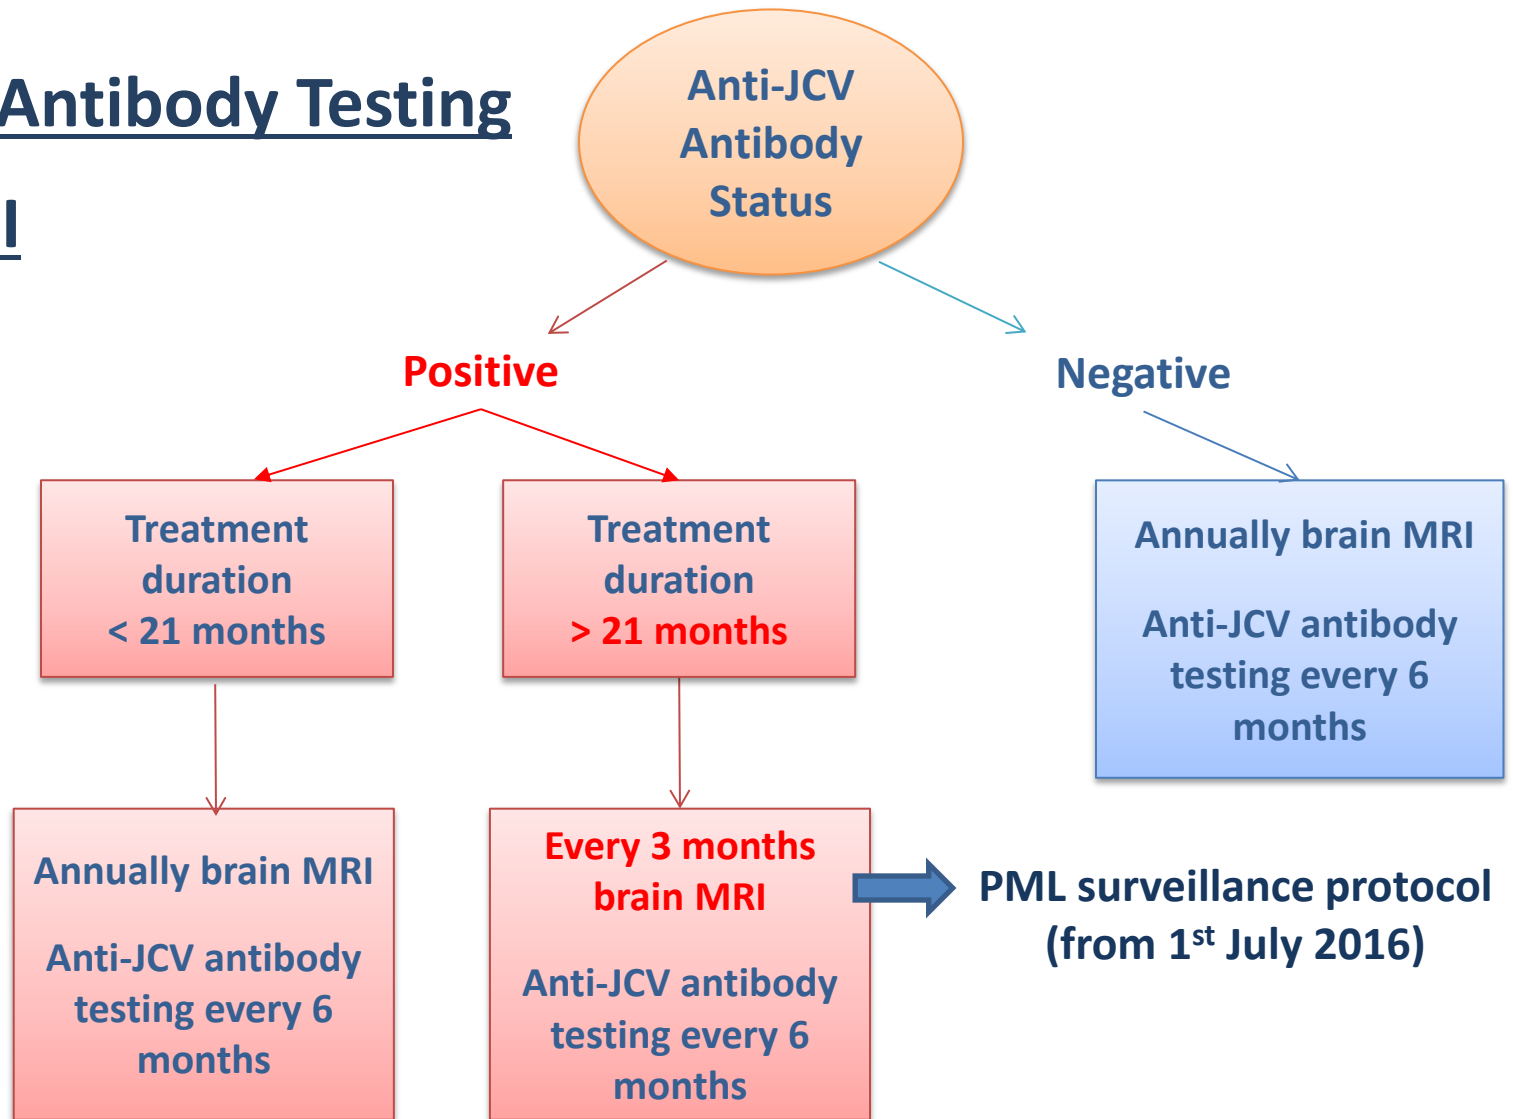 Antibody Testing
l
Anti-JCV
Antibody
Status
Positive
Negative
Treatment
duration
< 21 months
Treatment
duration
> 21 months
Annually brain MRI
Anti-JCV antibody
testing every 6
months
Annually brain MRI
Anti-JCV antibody
testing every 6
months
Every 3 months
brain MRI
Anti-JCV antibody
testing every 6
months
PML surveillance protocol
(from 1st July 2016)